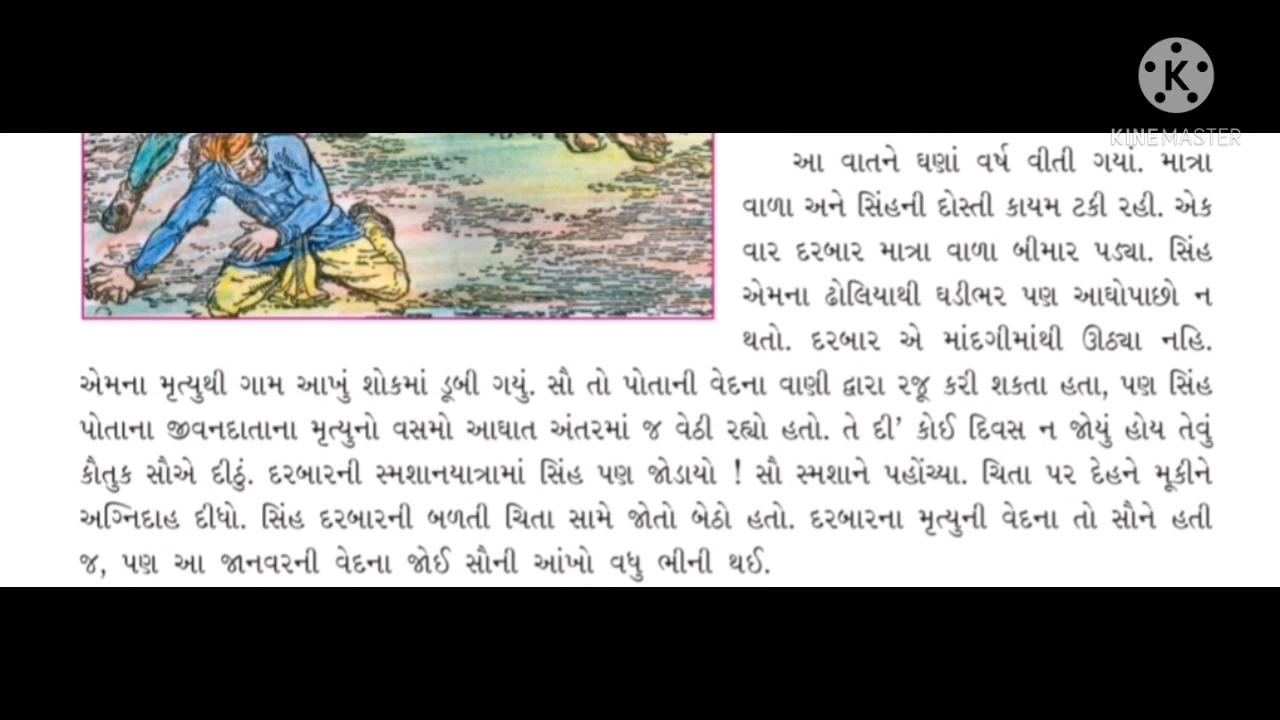 K
KINEMASTER
આ વાતને ઘણાં વર્ષ વીતી ગયાં. માત્રા
વાળા અને સિંહની દોસ્તી કાયમ ટકી રહી. એક
વાર દરબાર માત્રા વાળા બીમાર પડ્યા. સિંહ
એમના ઢોલિયાથી ઘડીભર પણ આઘોપાછો ન
થતો. દરબાર એ માંદગીમાંથી ઊઠ્યા નહિ.
એમના મૃત્યુથી ગામ આખું શોકમાં ડૂબી ગયું. સૌ તો પોતાની વેદના વાણી દ્વારા રજૂ કરી શકતા હતા, પણ સિંહ
પોતાના જીવનદાતાના મૃત્યુનો વસમો આઘાત અંતરમાં જ વેઠી રહ્યો હતો. તે દી’ કોઈ દિવસ ન જોયું હોય તેવું
કૌતુક સૌએ દીઠું. દરબારની સ્મશાનયાત્રામાં સિંહ પણ જોડાયો ! સૌ સ્મશાને પહોંચ્યા. ચિતા પર દેહને મૂકીને
અગ્નિદાહ દીધો. સિંહ દરબારની બળતી ચિતા સામે જોતો બેઠો હતો. દરબારના મૃત્યુની વેદના તો સૌને હતી
જ, પણ આ જાનવરની વેદના જોઈ સૌની આંખો વધુ ભીની થઈ.